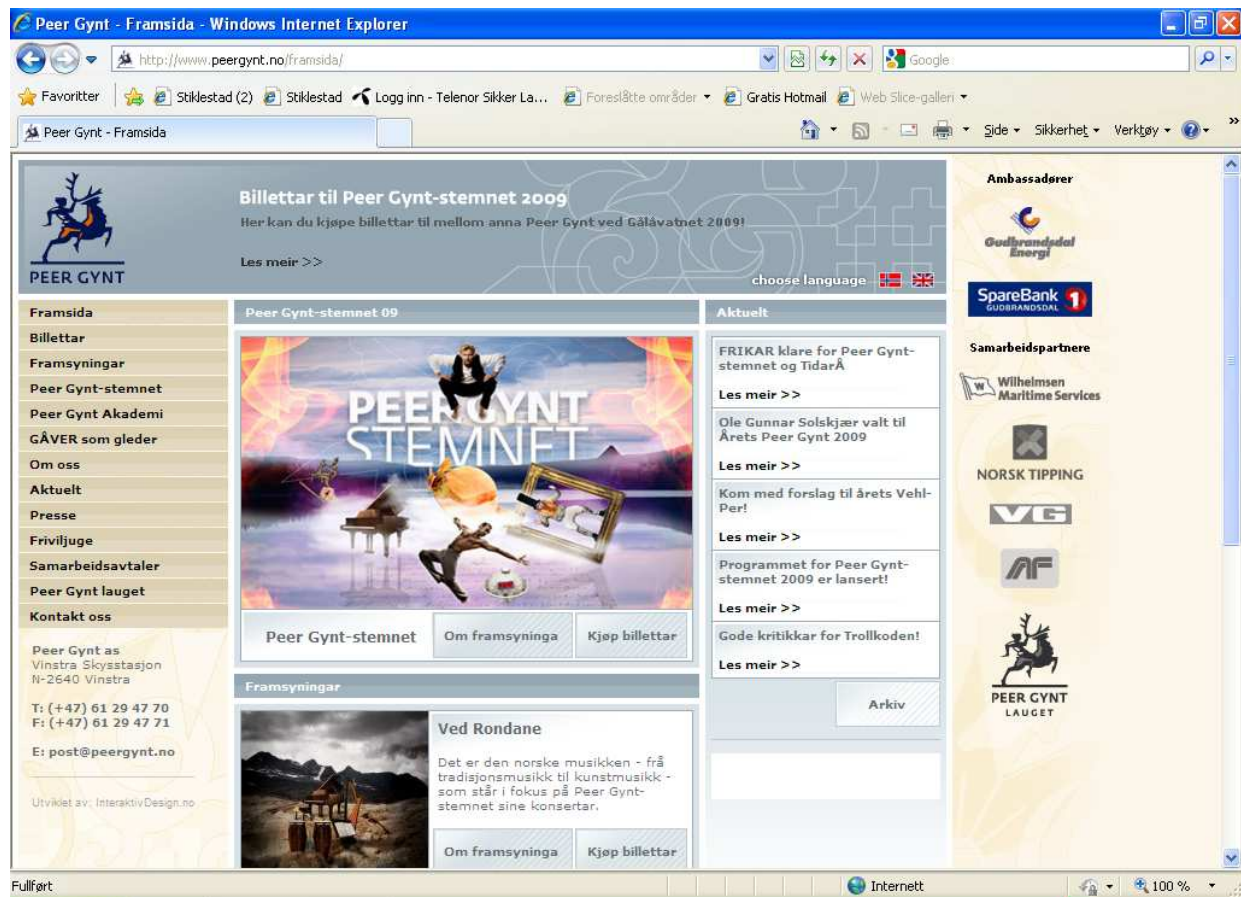 Peer Gynt - Framsida - Windows Internet Explorer
http://www.peergynt.no/framsida/
Google
Favoritter
Stiklestad (2)
Stiklestad
Logg inn - Telenor Sikker La...
Foreslåtte områder
Gratis Hotmail
Web Slice-galleri
Peer Gynt - Framsida
Side
Sikkerhet
Verktøy
»
PEER GYNT
Billettar til Peer Gynt-stemnet 2009
Her kan du kjøpe billettar til mellom anna Peer Gynt ved Gålåvatnet 2009!
Les meir >>
choose language
Framsida
Billettar
Framsyningar
Peer Gynt-stemnet
Peer Gynt Akademi
GÅVER som gleder
Om oss
Aktuelt
Presse
Friviljuge
Samarbeidsavtaler
Peer Gynt lauget
Kontakt oss
Peer Gynt as
Vinstra Skysstasjon
N-2640 Vinstra
T: (+47) 61 29 47 70
F: (+47) 61 29 47 71
E: post@peergynt.no
Utviklet av: InteraktivDesign.no
Peer Gynt-stemnet 09
PEER GYNT
STEMNET
Peer Gynt-stemnet
Om framsyninga
Kjøp billettar
Framsyningar
Ved Rondane
Det er den norske musikken - frå
tradisjonsmusikk til kunstmusikk -
som står i fokus på Peer Gynt-
stemnet sine konsertar.
Om framsyninga
Kjøp billettar
Aktuelt
FRIKAR klare for Peer Gynt-
stemnet og TidarÅ
Les meir >>
Ole Gunnar Solskjær valt til
Årets Peer Gynt 2009
Les meir >>
Kom med forslag til årets Vehl-
Per!
Les meir >>
Programmet for Peer Gynt-
stemnet 2009 er lansert!
Les meir >>
Gode kritikkar for Trollkoden!
Les meir >>
Arkiv
Ambassadører
Gudbrandsdal
Energi
SpareBank 1
GUDBRANDSDAL
Samarbeidspartnere
W
Wilhelmsen
Maritime Services
NORSK TIPPING
VG
AF
PEER GYNT
LAUGET
Fullført
Internett
100 %